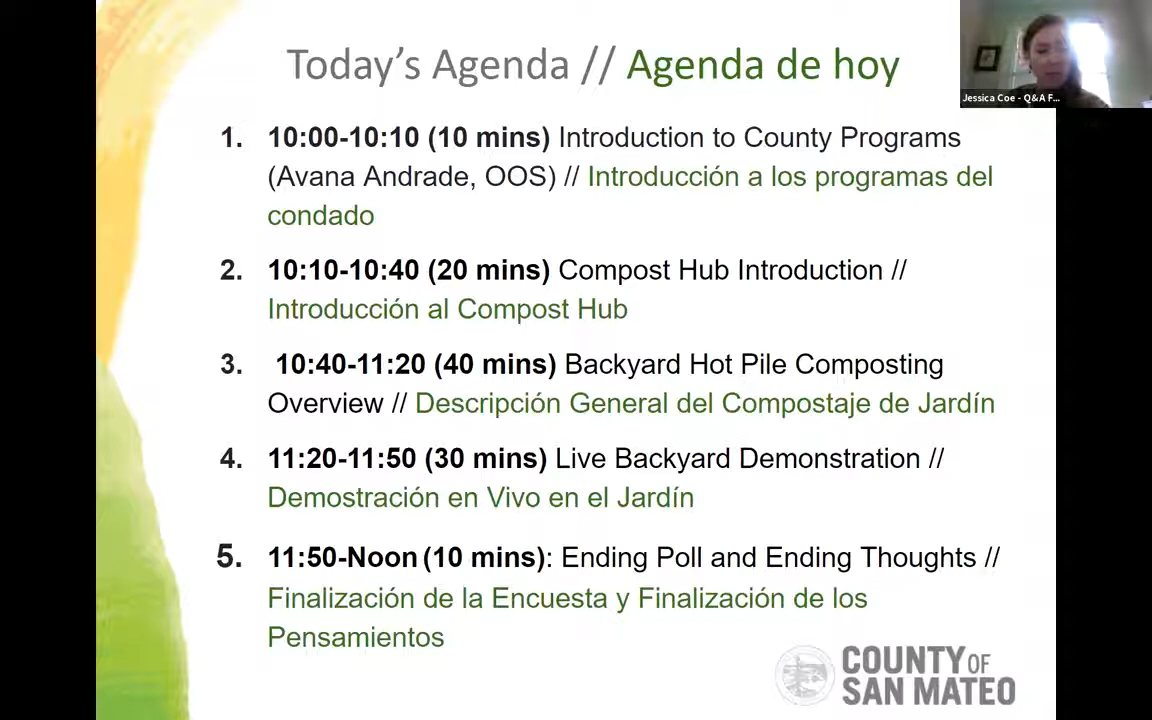 Today's Agenda // Agenda de hoy
Jessica Coe - Q&A F...
1. 10:00-10:10 (10 mins) Introduction to County Programs
(Avana Andrade, OOS) // Introducción a los programas del
condado
2. 10:10-10:40 (20 mins) Compost Hub Introduction //
Introducción al Compost Hub
3. 10:40-11:20 (40 mins) Backyard Hot Pile Composting
Overview // Descripción General del Compostaje de Jardín
4. 11:20-11:50 (30 mins) Live Backyard Demonstration //
Demostración en Vivo en el Jardín
5. 11:50-Noon (10 mins): Ending Poll and Ending Thoughts //
Finalización de la Encuesta y Finalización de los
Pensamientos
COUNTY OF
SAN MATEO